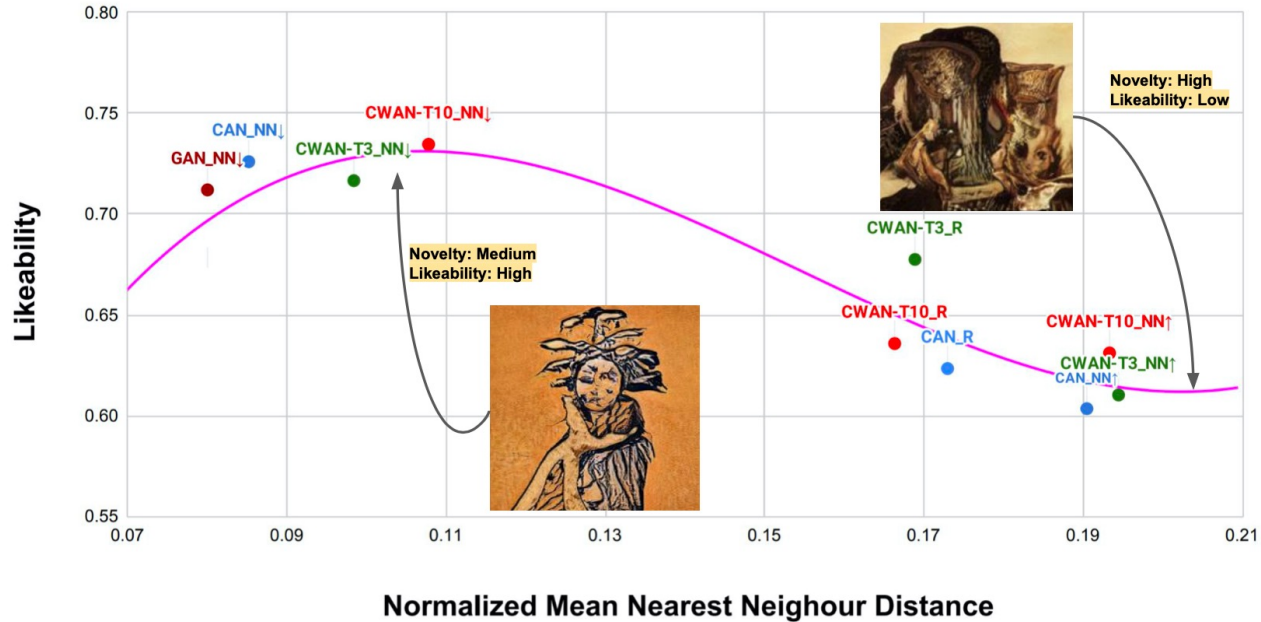 0.80
0.75
0.70
0.65
0.60
0.55
Likeability
CWAN-T10_NN↓
CAN_NN↓
CWAN-T3_NN↓
GAN_NN↓
Novelty: Medium
Likeability: High
Novelty: High
Likeability: Low
CWAN-T3_R
CWAN-T10_R
CAN_R
CWAN-T10_NN↑
CWAN-T3_NN↑
CAN_NN↑
0.07 0.09 0.11 0.13 0.15 0.17 0.19 0.21
Normalized Mean Nearest Neighour Distance